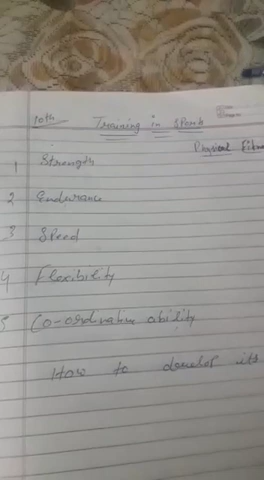 10th
Training in Sports
Physical
1 Strength
2 Endurance
3 Speed
4 Flexibility
5 Co-ordinative ability
How to develop its